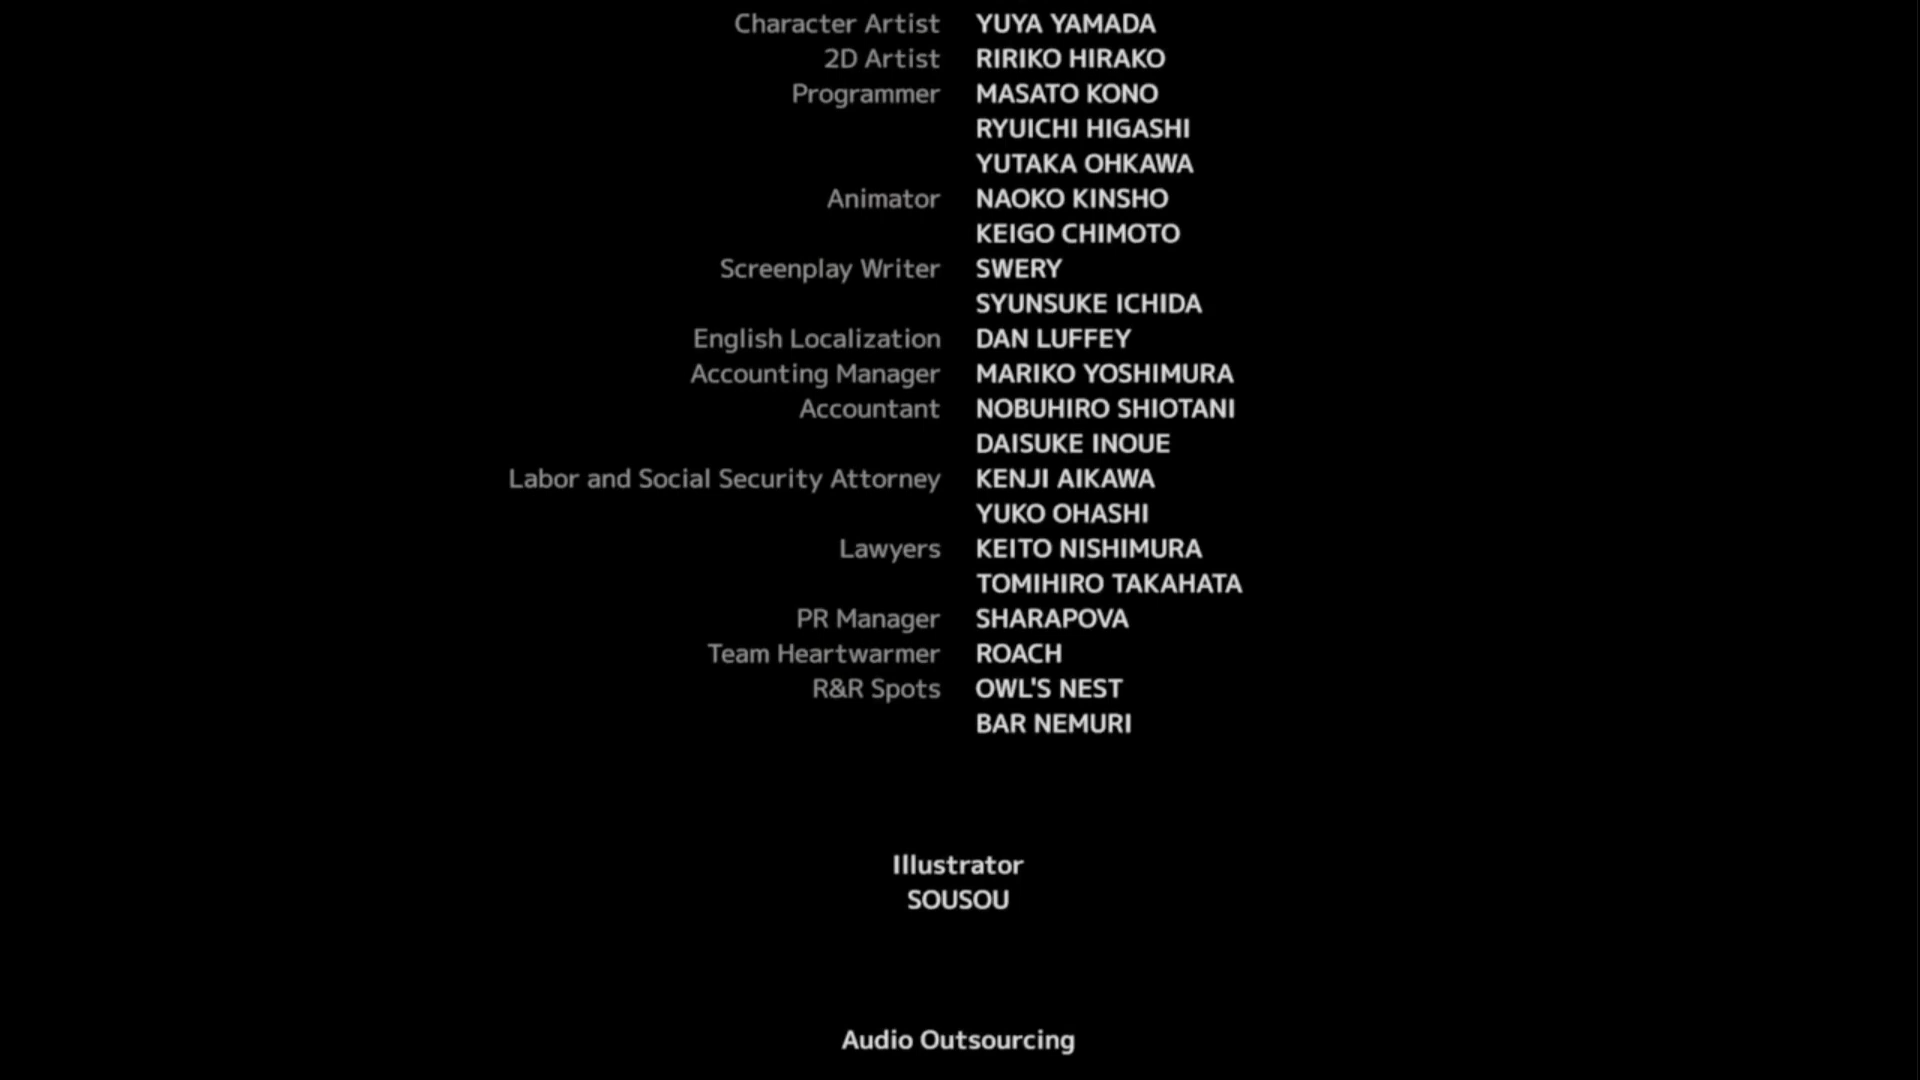 Character Artist YUYA YAMADA
2D Artist RIRIKO HIRAKO
Programmer MASATO KONO
RYUICHI HIGASHI
YUTAKA OHKAWA
Animator NAOKO KINSHO
KEIGO CHIMOTO
Screenplay Writer SWERY
SYUNSUKE ICHIDA
English Localization DAN LUFFEY
Accounting Manager MARIKO YOSHIMURA
Accountant NOBUHIRO SHIOTANI
DAISUKE INOUE
Labor and Social Security Attorney KENJI AIKAWA
YUKO OHASHI
Lawyers KEITO NISHIMURA
TOMIHIRO TAKAHATA
PR Manager SHARAPOVA
Team Heartwarmer ROACH
R&R Spots OWL'S NEST
BAR NEMURI
Illustrator
SOUSOU
Audio Outsourcing